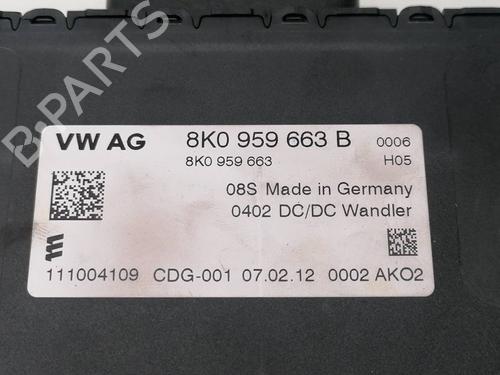 VW AG 8K0 959 663 B 0006
8K0 959 663 H05
08S Made in Germany
0402 DC/DC Wandler
m
111004109 CDG-001 07.02.12 0002 AKO2
B-PARTS